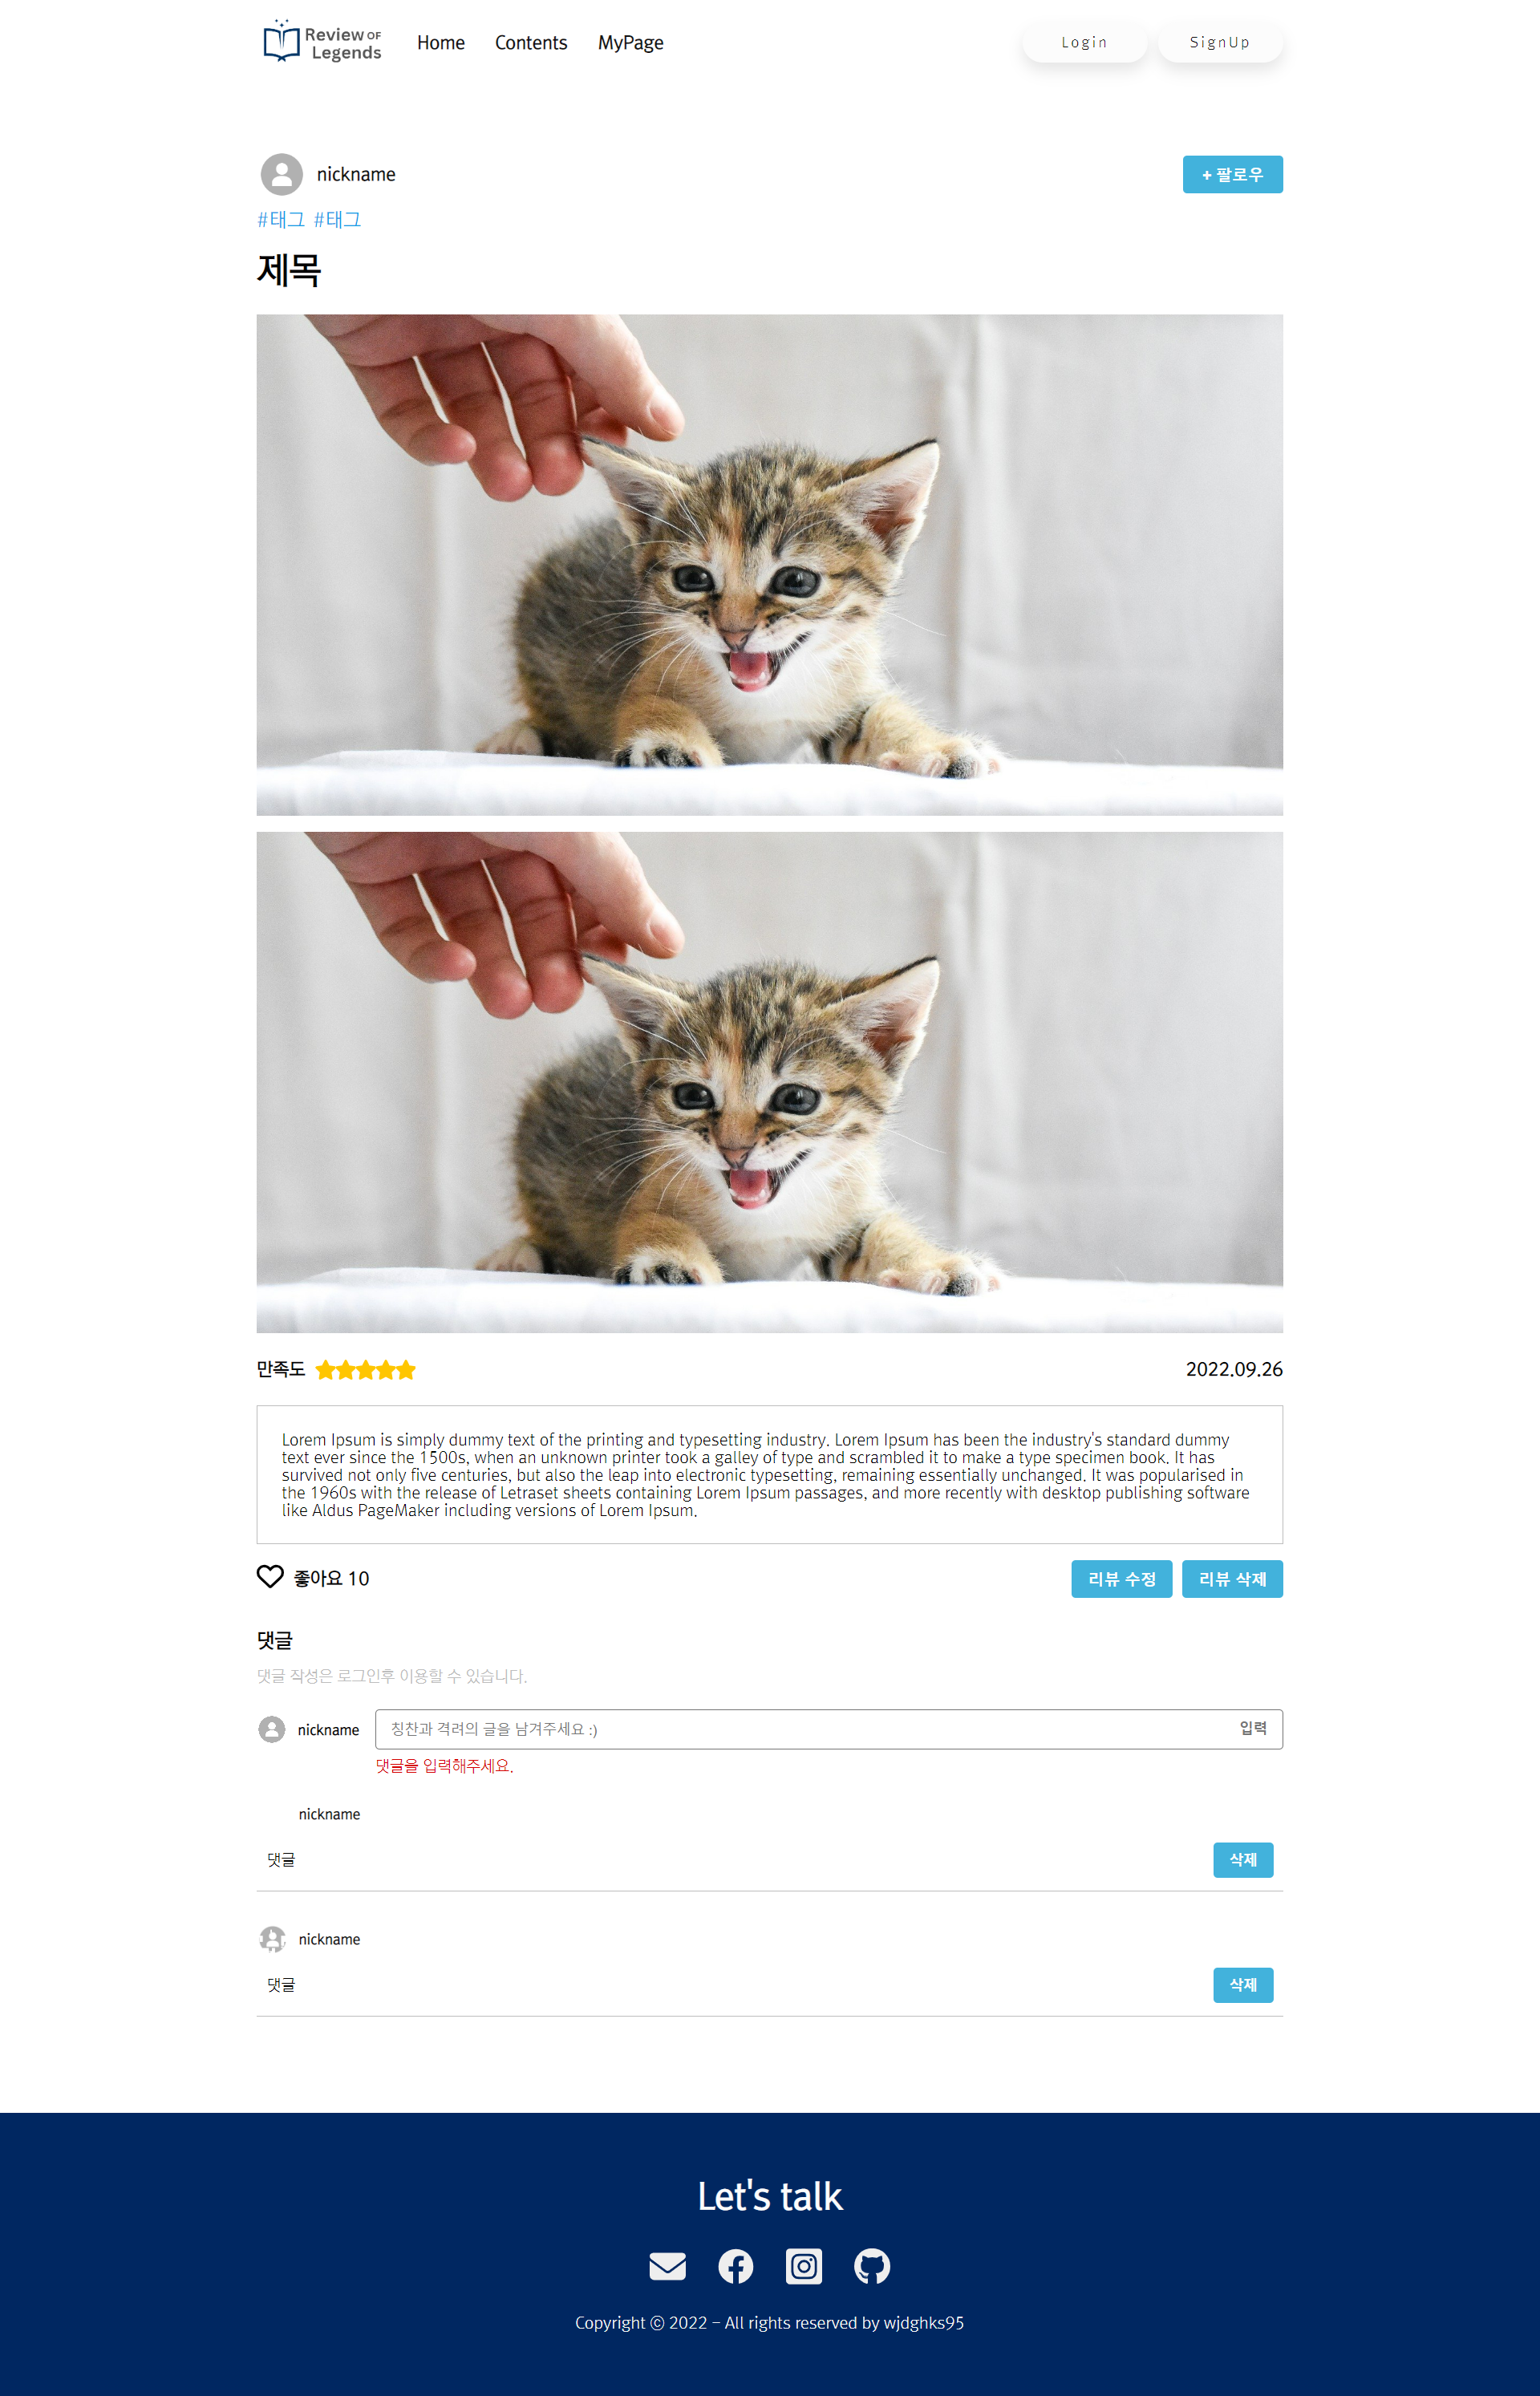 Review OF
Legends
Home Contents MyPage
Login SignUp
nickname
+ 팔로우
#태그 #태그
제목
만족도
2022.09.26
Lorem Ipsum is simply dummy text of the printing and typesetting industry. Lorem Ipsum has been the industry's standard dummy
text ever since the 1500s, when an unknown printer took a galley of type and scrambled it to make a type specimen book. It has
survived not only five centuries, but also the leap into electronic typesetting, remaining essentially unchanged. It was popularised in
the 1960s with the release of Letraset sheets containing Lorem Ipsum passages, and more recently with desktop publishing software
like Aldus PageMaker including versions of Lorem Ipsum.
좋아요 10
리뷰 수정 리뷰 삭제
댓글
댓글 작성은 로그인후 이용할 수 있습니다.
nickname
칭찬과 격려의 글을 남겨주세요 :)
입력
댓글을 입력해주세요.
nickname
댓글
삭제
nickname
댓글
삭제
Let's talk
Copyright ⓒ 2022 - All rights reserved by wjdghks95